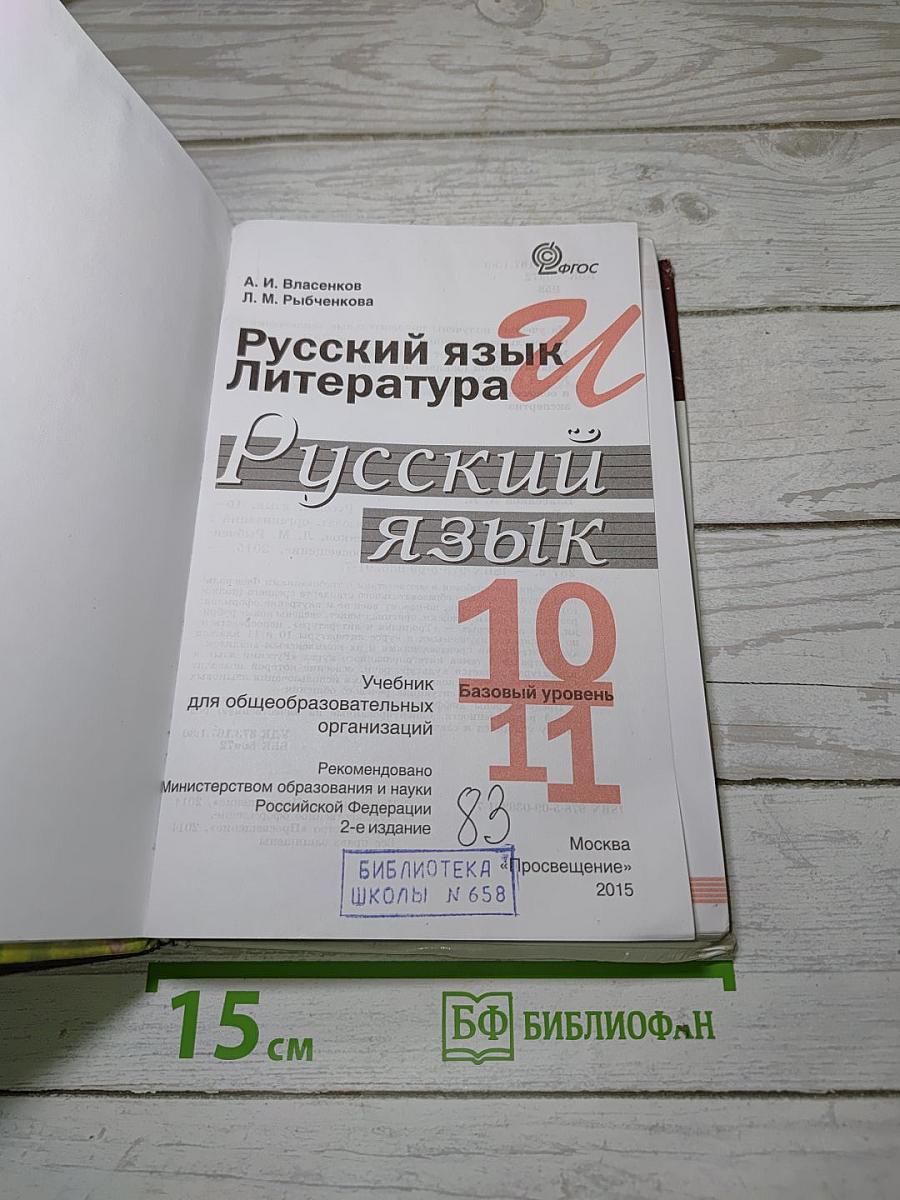 ФГОС
А. И. Власенков
Л. М. Рыбченкова
Русский язык И
Литература
Русский
язык
10
Базовый уровень
11
Учебник
для общеобразовательных
организаций
Рекомендовано
Министерством образования и науки
Российской Федерации
2-е издание
83
БИБЛИОТЕКА
ШКОЛЫ N 658
Москва
«Просвещение»
2015
15 см
БФ БИБЛИОФАН